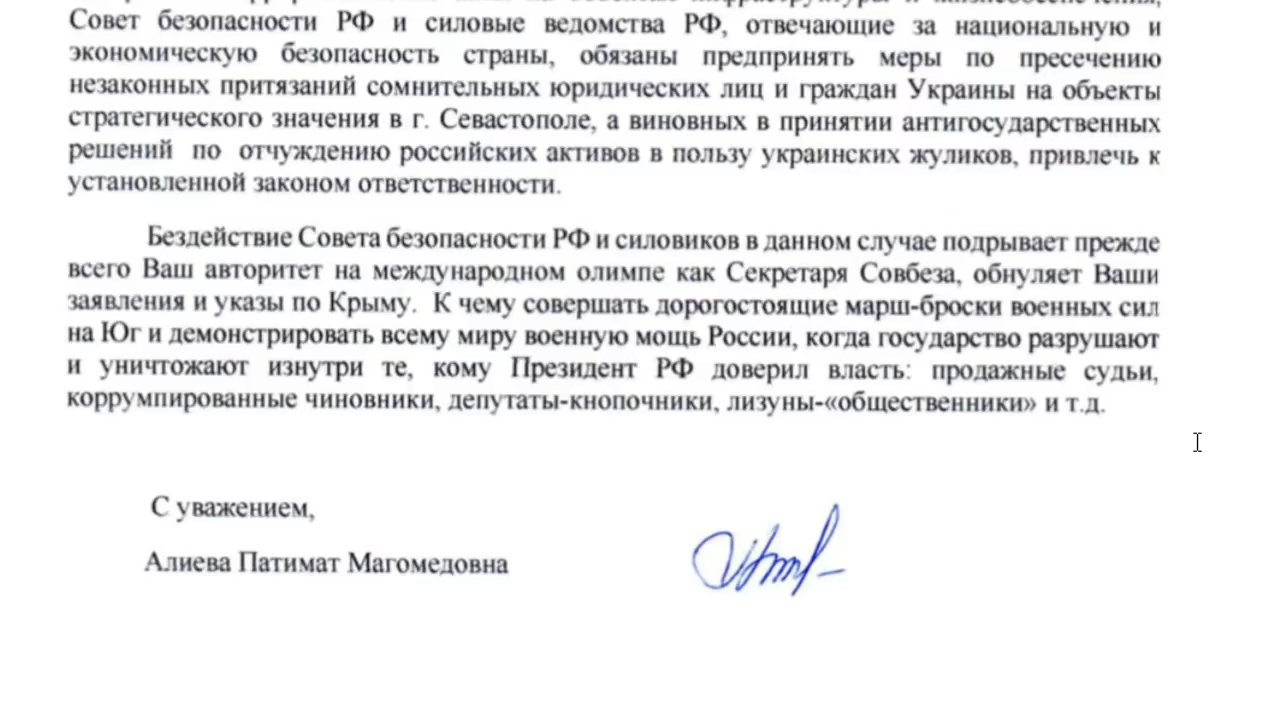 Совет безопасности РФ и силовые ведомства РФ, отвечающие за национальную и
экономическую безопасность страны, обязаны предпринять меры по пресечению
незаконных притязаний сомнительных юридических лиц и граждан Украины на объекты
стратегического значения в г. Севастополе, а виновных в принятии антигосударственных
решений по отчуждению российских активов в пользу украинских жуликов, привлечь к
установленной законом ответственности.
Бездействие Совета безопасности РФ и силовиков в данном случае подрывает прежде
всего Ваш авторитет на международном олимпе как Секретаря Совбеза, обнуляет Ваши
заявления и указы по Крыму. К чему совершать дорогостоящие марш-броски военных сил
на Юг и демонстрировать всему миру военную мощь России, когда государство разрушают
и уничтожают изнутри те, кому Президент РФ доверил власть: продажные судьи,
коррумпированные чиновники, депутаты-кнопочники, лизуны-«общественники» и т.д.
С уважением,
Алиева Патимат Магомедовна